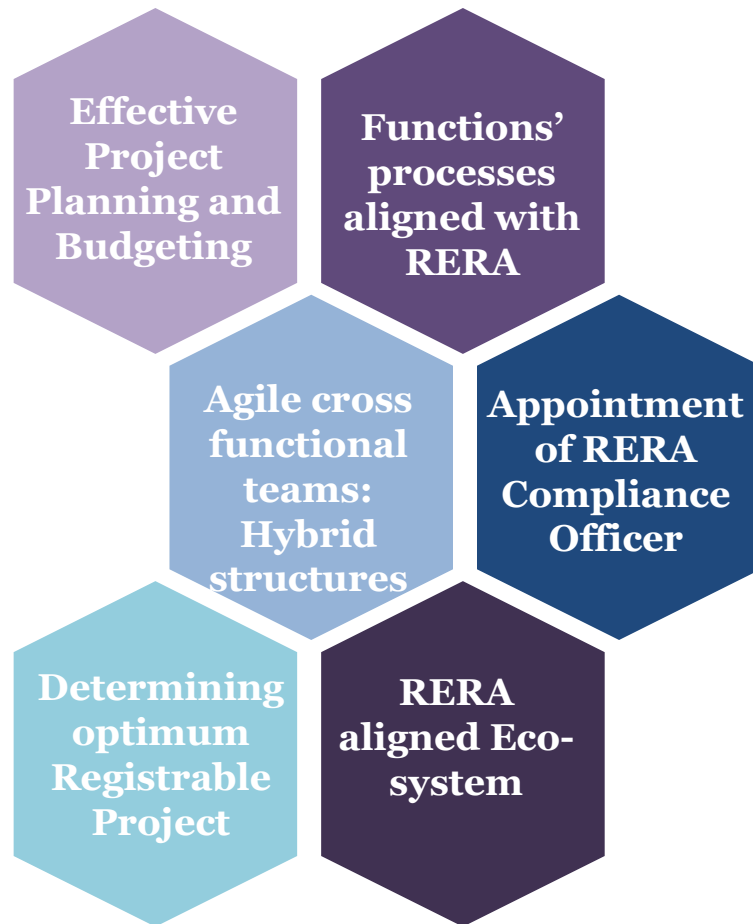 Effective
Project
Planning and
Budgeting
Functions’
processes
aligned with
RERA
Agile cross
functional
teams:
Hybrid
structures
Appointment
of RERA
Compliance
Officer
Determining
optimum
Registrable
Project
RERA
aligned Eco-
system